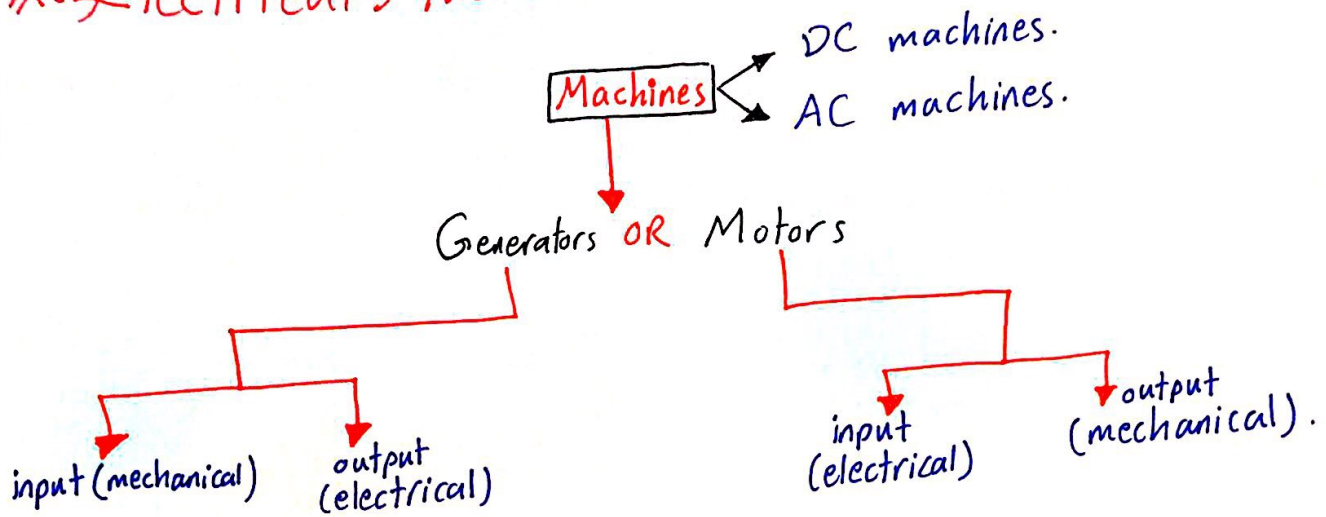 DC machines.
Machines
AC machines.
Generators OR Motors
input (mechanical)
output
(electrical)
input
(electrical)
output
(mechanical).